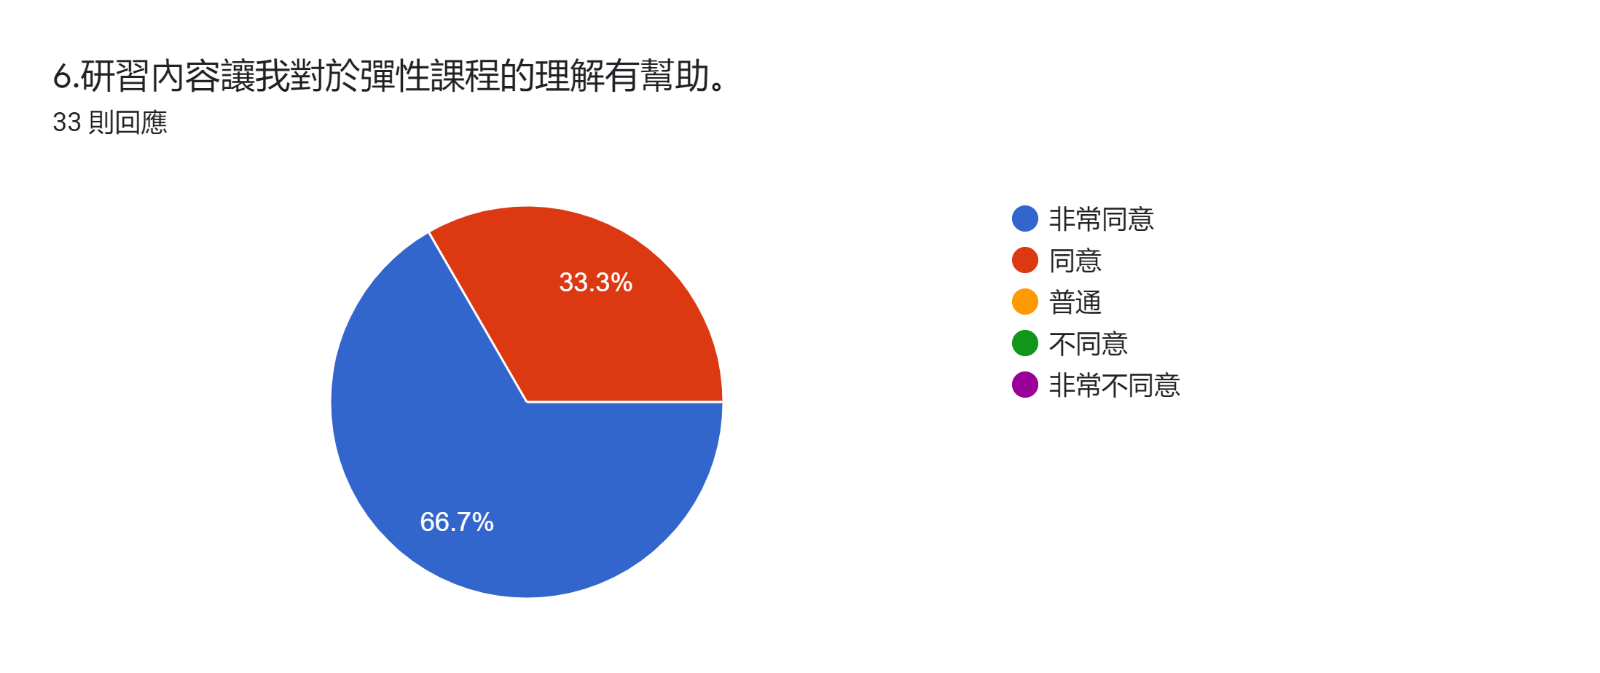 6.研習內容讓我對於彈性課程的理解有幫助。
33 則回應
33.3%
66.7%
非常同意
同意
普通
不同意
非常不同意